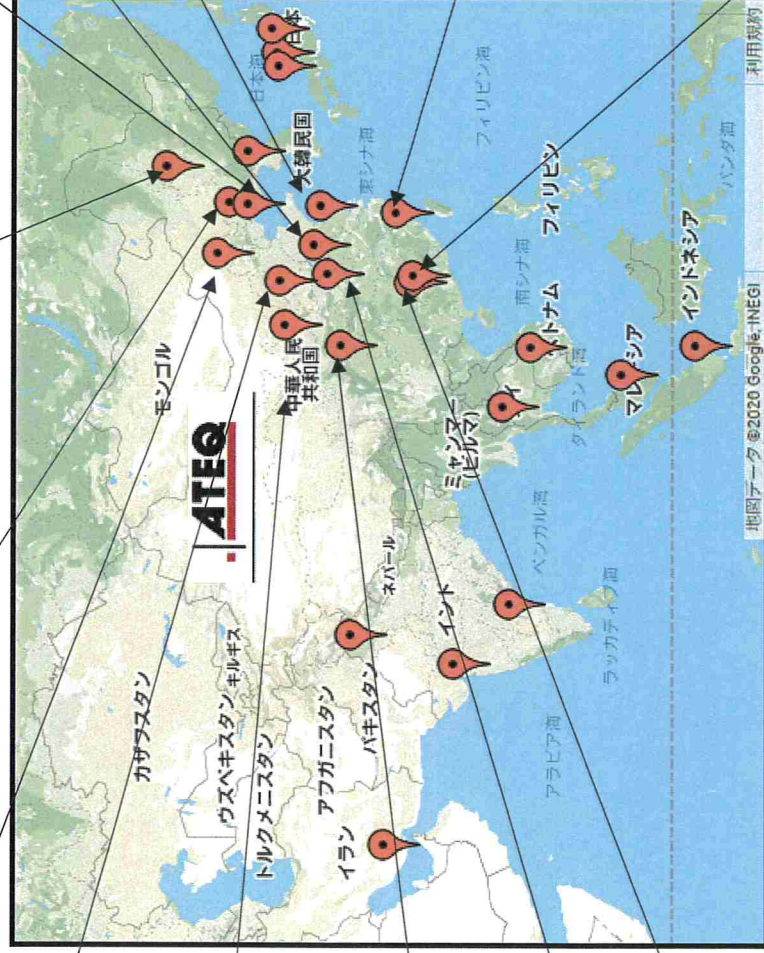 ATEQ
モンゴル
カザフスタン
ウズベキスタン
キルギス
トルクメニスタン
アフガニスタン
イラン
パキスタン
ネパール
インド
中華人民
共和国
大韓民国
日本
日本海
東シナ海
ミャンマー
(ビルマ)
イ
トナム
南シナ海
フィリピン
フィリピン海
タイランド湾
ベンガル湾
アラビア海
ラッカディブ海
マレ
シア
インドネシア
バンダ海
地図データ ©2020 Google, INEGI
利用規約